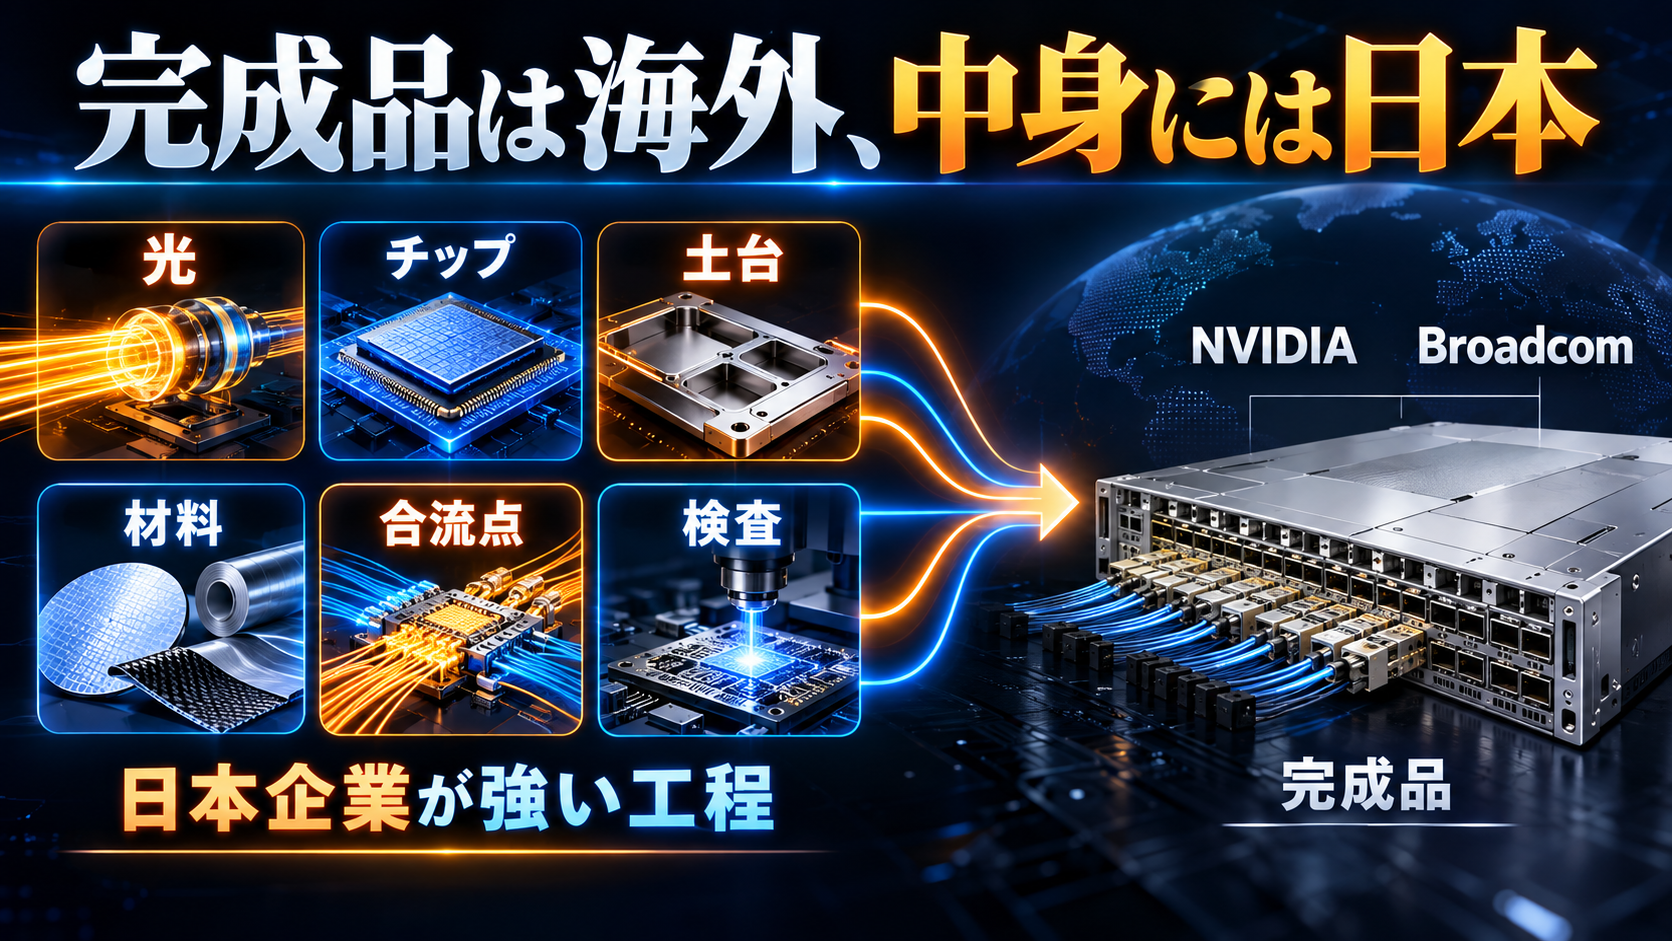 完成品は海外、中身には日本
光
チップ
土台
材料
合流点
検査
日本企業が強い工程
NVIDIA
Broadcom
完成品